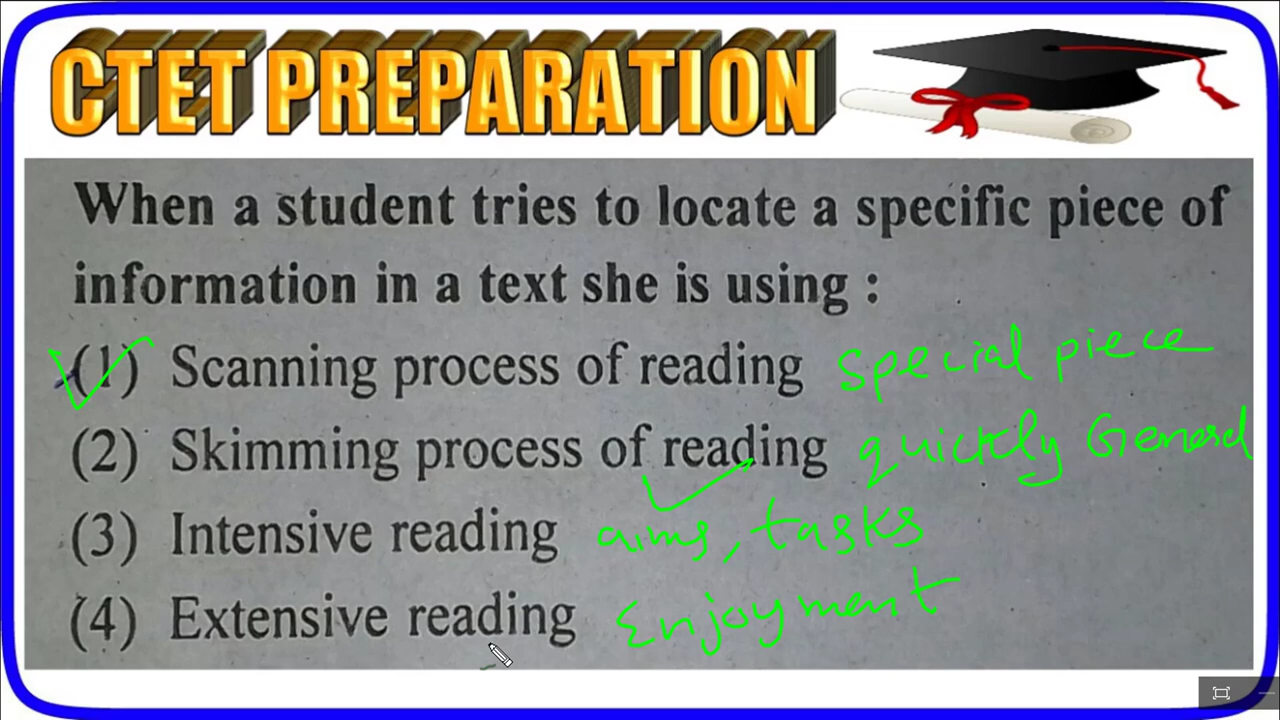 CTET PREPARATION
When a student tries to locate a specific piece of
information in a text she is using :
(1) Scanning process of reading special piece
(2) Skimming process of reading quickly General
(3) Intensive reading aims, tasks
(4) Extensive reading Enjoyment